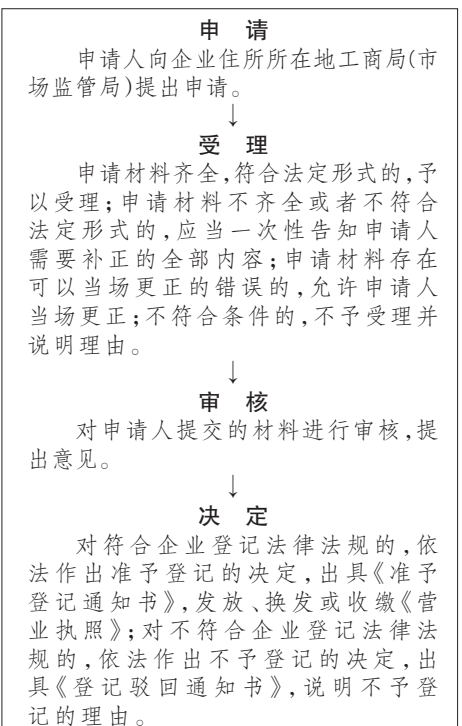 申 请
申请人向企业住所所在地工商局(市
场监管局)提出申请。
↓
受 理
申请材料齐全,符合法定形式的,予
以受理;申请材料不齐全或者不符合
法定形式的,应当一次性告知申请人
需要补正的全部内容;申请材料存在
可以当场更正的错误的,允许申请人
当场更正;不符合条件的,不予受理并
说明理由。
↓
审 核
对申请人提交的材料进行审核,提
出意见。
↓
决 定
对符合企业登记法律法规的,依
法作出准予登记的决定,出具《准予
登记通知书》,发放、换发或收缴《营
业执照》;对不符合企业登记法律法
规的,依法作出不予登记的决定,出
具《登记驳回通知书》,说明不予登
记的理由。